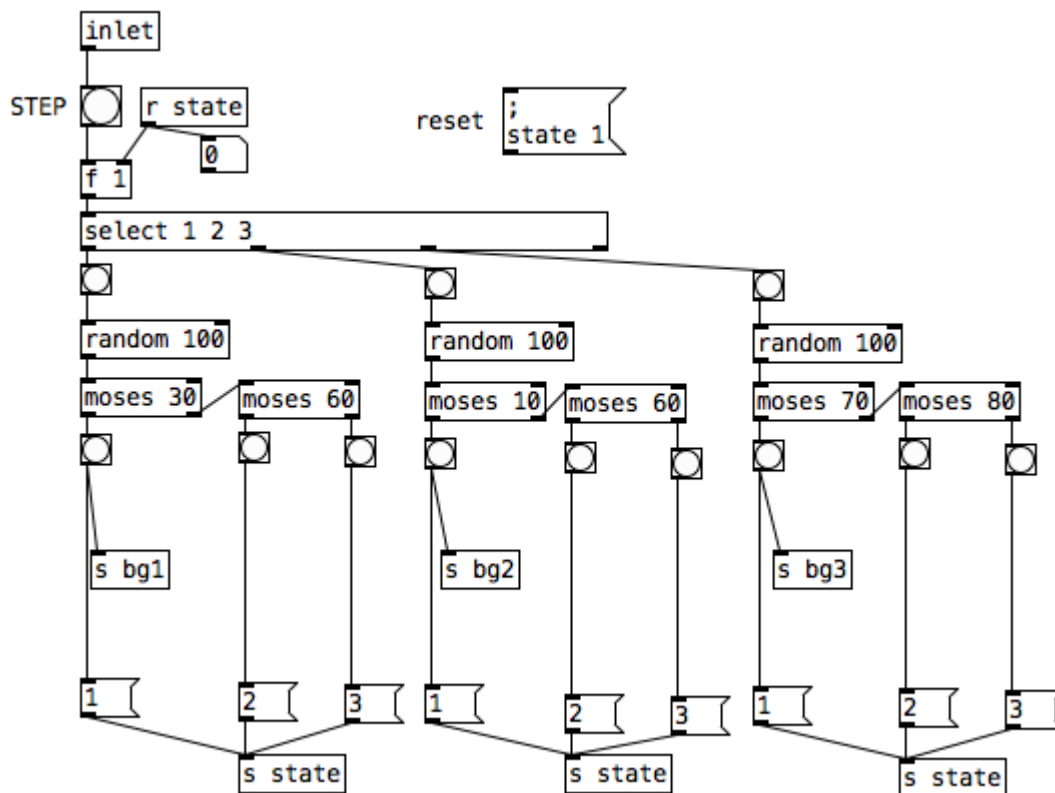 inlet
STEP
r state
reset
;
state 1
0
f 1
select 1 2 3
random 100
random 100
random 100
moses 30
moses 60
moses 10
moses 60
moses 70
moses 80
s bg1
s bg2
s bg3
1
2
3
1
2
3
1
2
3
s state
s state
s state